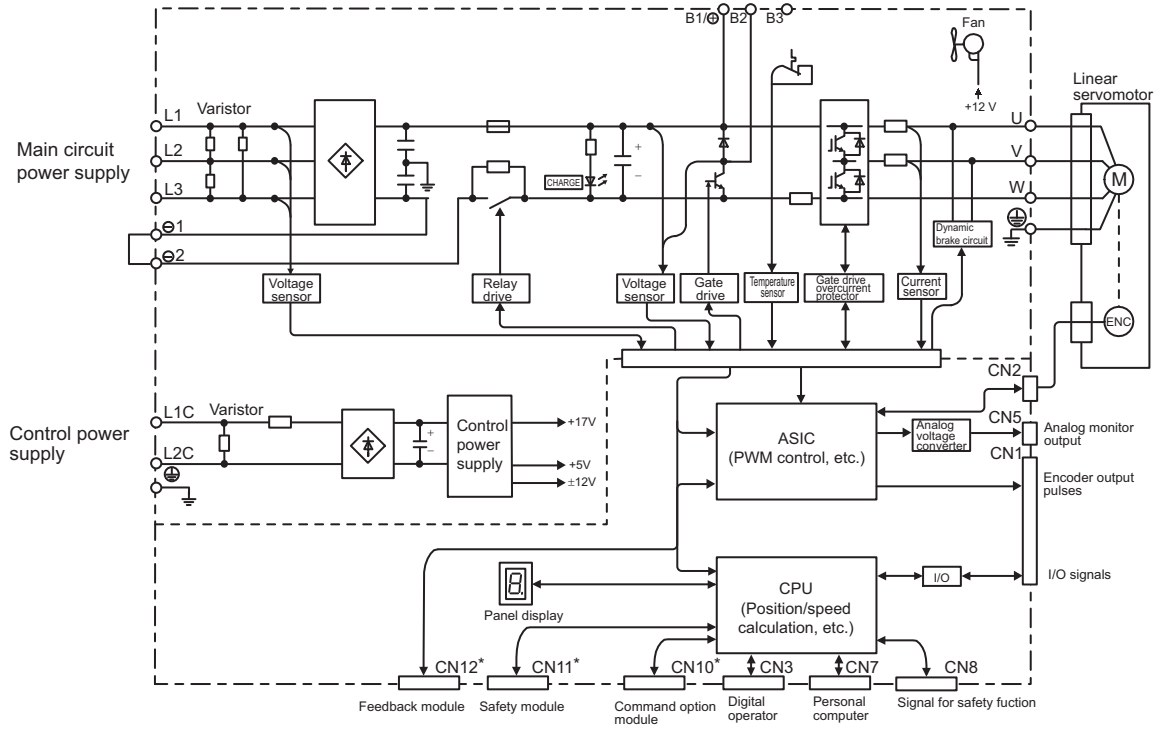 B1/⊕ B2 B3
Fan
+12 V
Linear
servomotor
Main circuit
power supply
L1
Varistor
L2
L3
⊖1
⊖2
CHARGE
+
−
U
V
W
M
ENC
Dynamic
brake circuit
Voltage
sensor
Relay
drive
Voltage
sensor
Gate
drive
Temperature
sensor
Gate drive
overcurrent
protector
Current
sensor
Control power
supply
L1C
Varistor
L2C
+
−
Control
power
supply
+17V
+5V
±12V
ASIC
(PWM control, etc.)
Analog
voltage
converter
CN2
CN5
Analog monitor
output
CN1
Encoder output
pulses
CPU
(Position/speed
calculation, etc.)
I/O
I/O signals
8.
Panel display
CN12*
CN11*
CN10*
CN3
CN7
CN8
Feedback module
Safety module
Command option
module
Digital
operator
Personal
computer
Signal for safety fuction